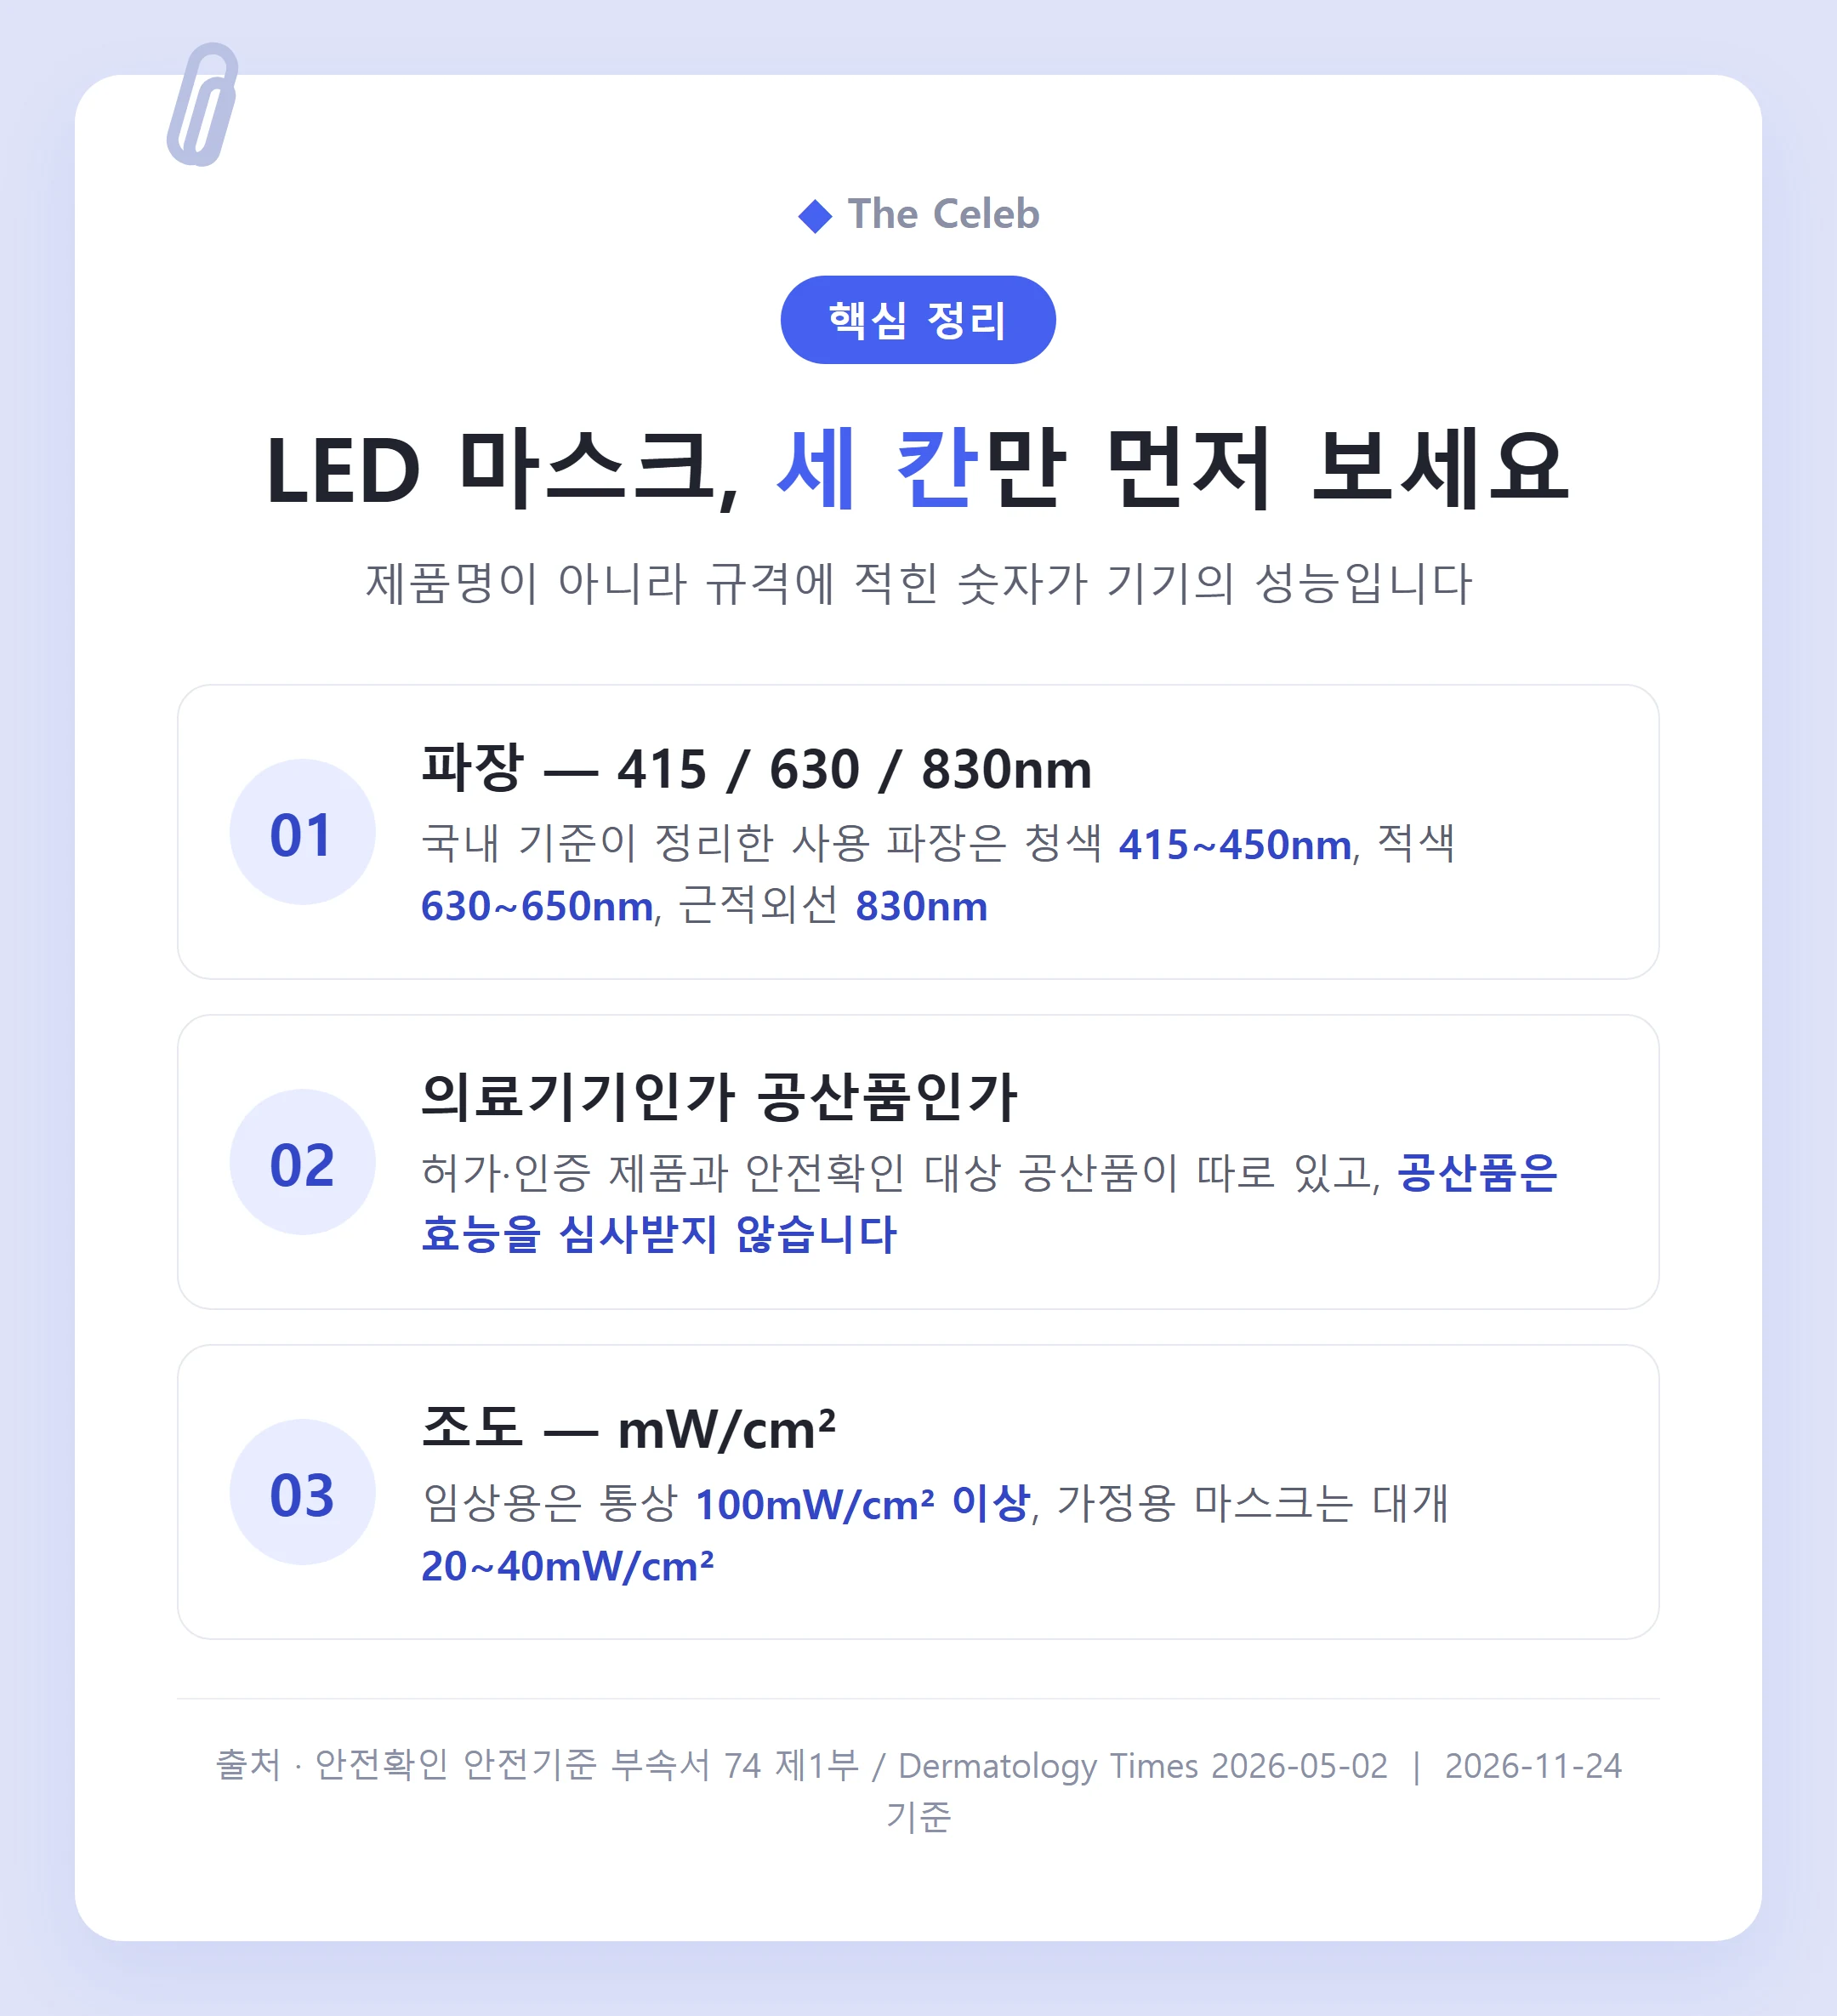 ◆ The Celeb
핵심 정리
LED 마스크, 세 칸만 먼저 보세요
제품명이 아니라 규격에 적힌 숫자가 기기의 성능입니다
01
파장 — 415 / 630 / 830nm
국내 기준이 정리한 사용 파장은 청색 415~450nm, 적색
630~650nm, 근적외선 830nm
02
의료기기인가 공산품인가
허가·인증 제품과 안전확인 대상 공산품이 따로 있고, 공산품은
효능을 심사받지 않습니다
03
조도 — mW/cm²
임상용은 통상 100mW/cm² 이상, 가정용 마스크는 대개
20~40mW/cm²
출처 · 안전확인 안전기준 부속서 74 제1부 / Dermatology Times 2026-05-02 | 2026-11-24
기준